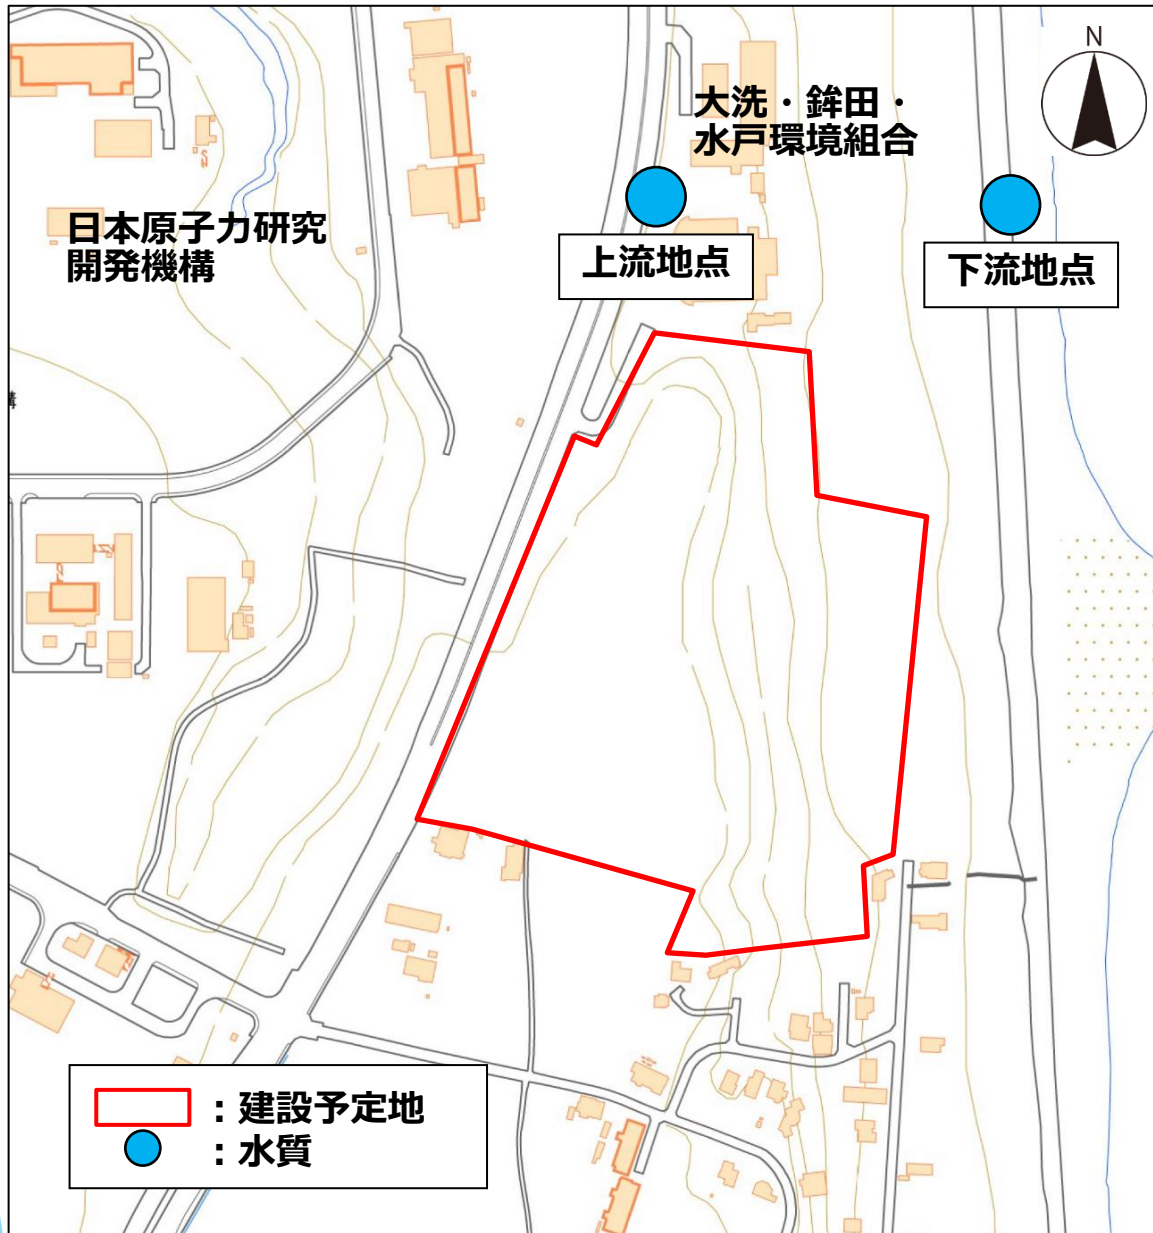 N
大洗・鉾田・
水戸環境組合
日本原子力研究
開発機構
上流地点
下流地点
構
：建設予定地
：水質